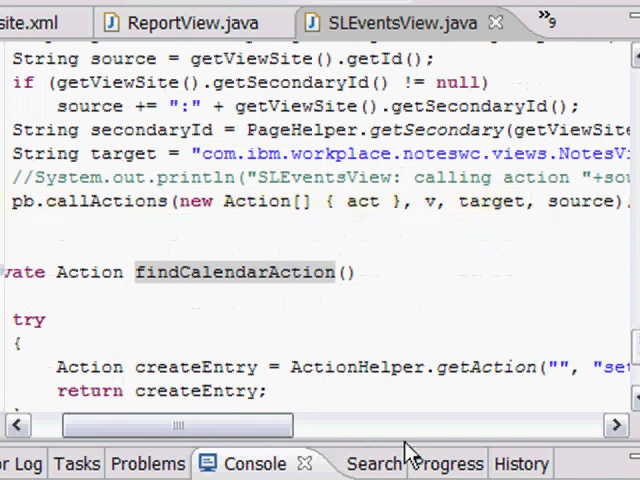 site.xml ReportView.java SLEventsView.java 9
String source = getViewSite().getId();
if (getViewSite().getSecondaryId() != null)
source += ":" + getViewSite().getSecondaryId();
String secondaryId = PageHelper.getSecondary(getViewSite
String target = "com.ibm.workplace.noteswc.views.NotesVi
//System.out.println("SLEventsView: calling action "+sou
pb.callActions(new Action[] { act }, v, target, source)
vate Action findCalendarAction()
try
{
Action createEntry = ActionHelper.getAction("", "set
return createEntry;
or Log Tasks Problems Console Search Progress History